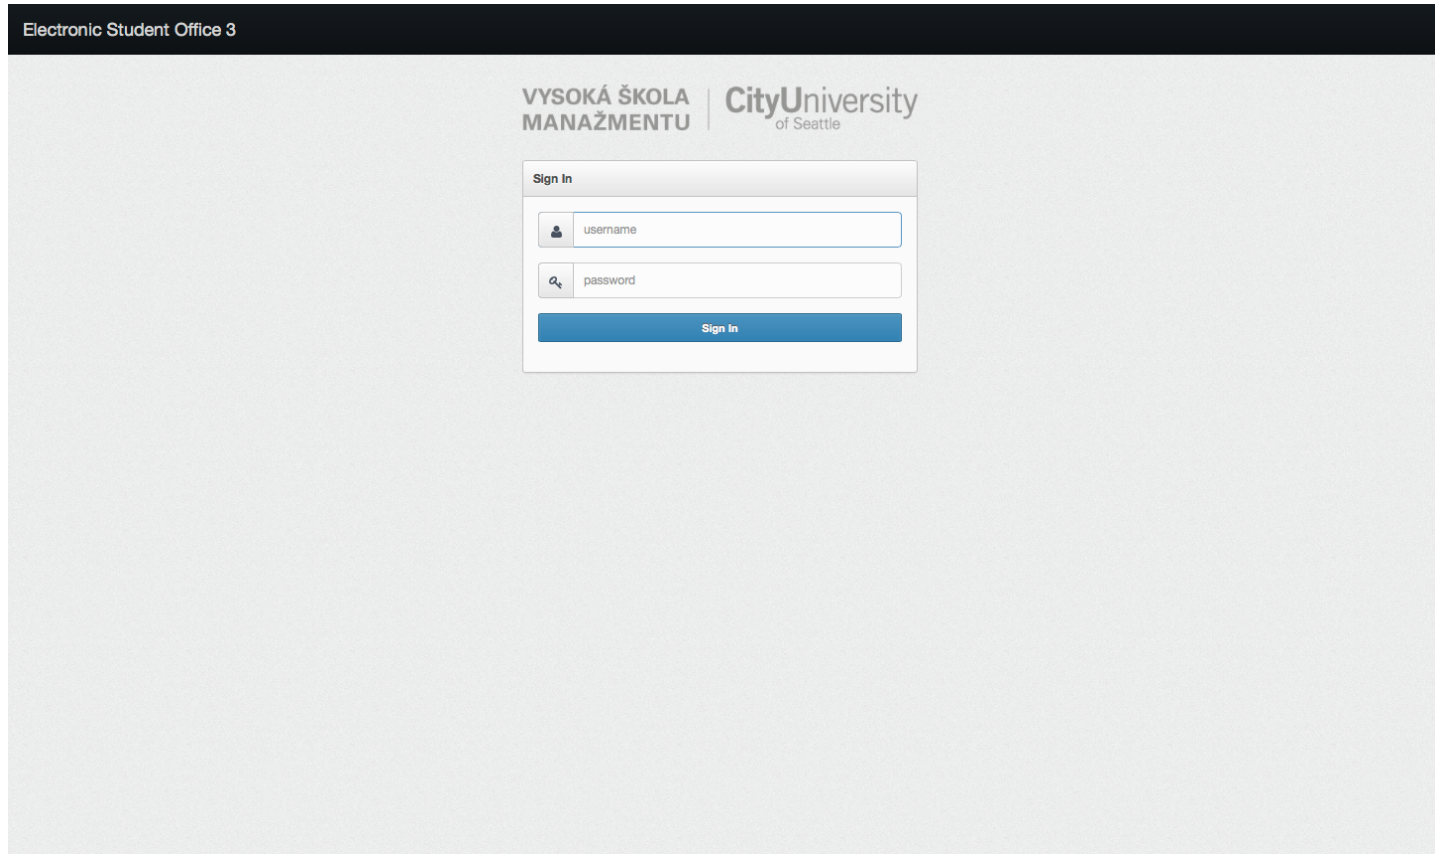 Electronic Student Office 3
VYSOKÁ ŠKOLA
MANAŽMENTU
CityUniversity
of Seattle
Sign In
username
password
Sign In